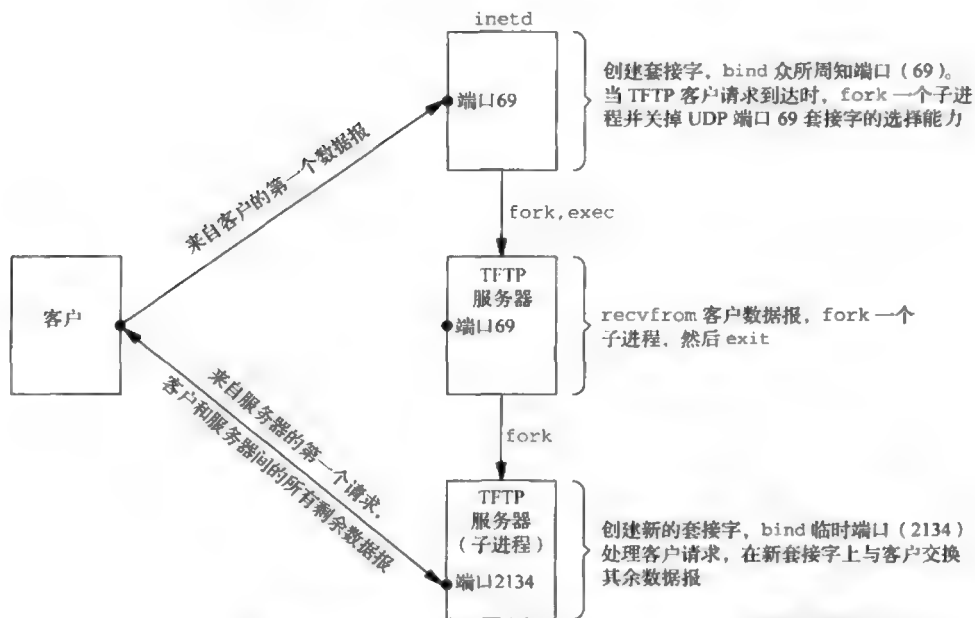 inetd
端口69
创建套接字，bind 众所周知端口（69）。
当 TFTP 客户请求到达时，fork 一个子进
程并关掉 UDP 端口 69 套接字的选择能力
来自客户的第一个数据报
fork,exec
客户
TFTP
服务器
端口69
recvfrom 客户数据报，fork 一个
子进程，然后 exit
来自服务器的第一个请求，
客户和服务器间的所有剩余数据报
fork
TFTP
服务器
（子进程）
端口2134
创建新的套接字，bind 临时端口（2134）
处理客户请求，在新套接字上与客户交换
其余数据报